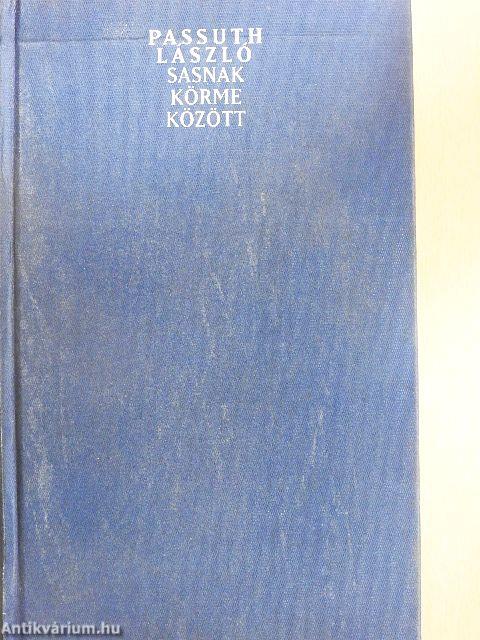 PASSUTH
LÁSZLÓ
SASNAK
KÖRME
KÖZÖTT
Antikvárium.hu